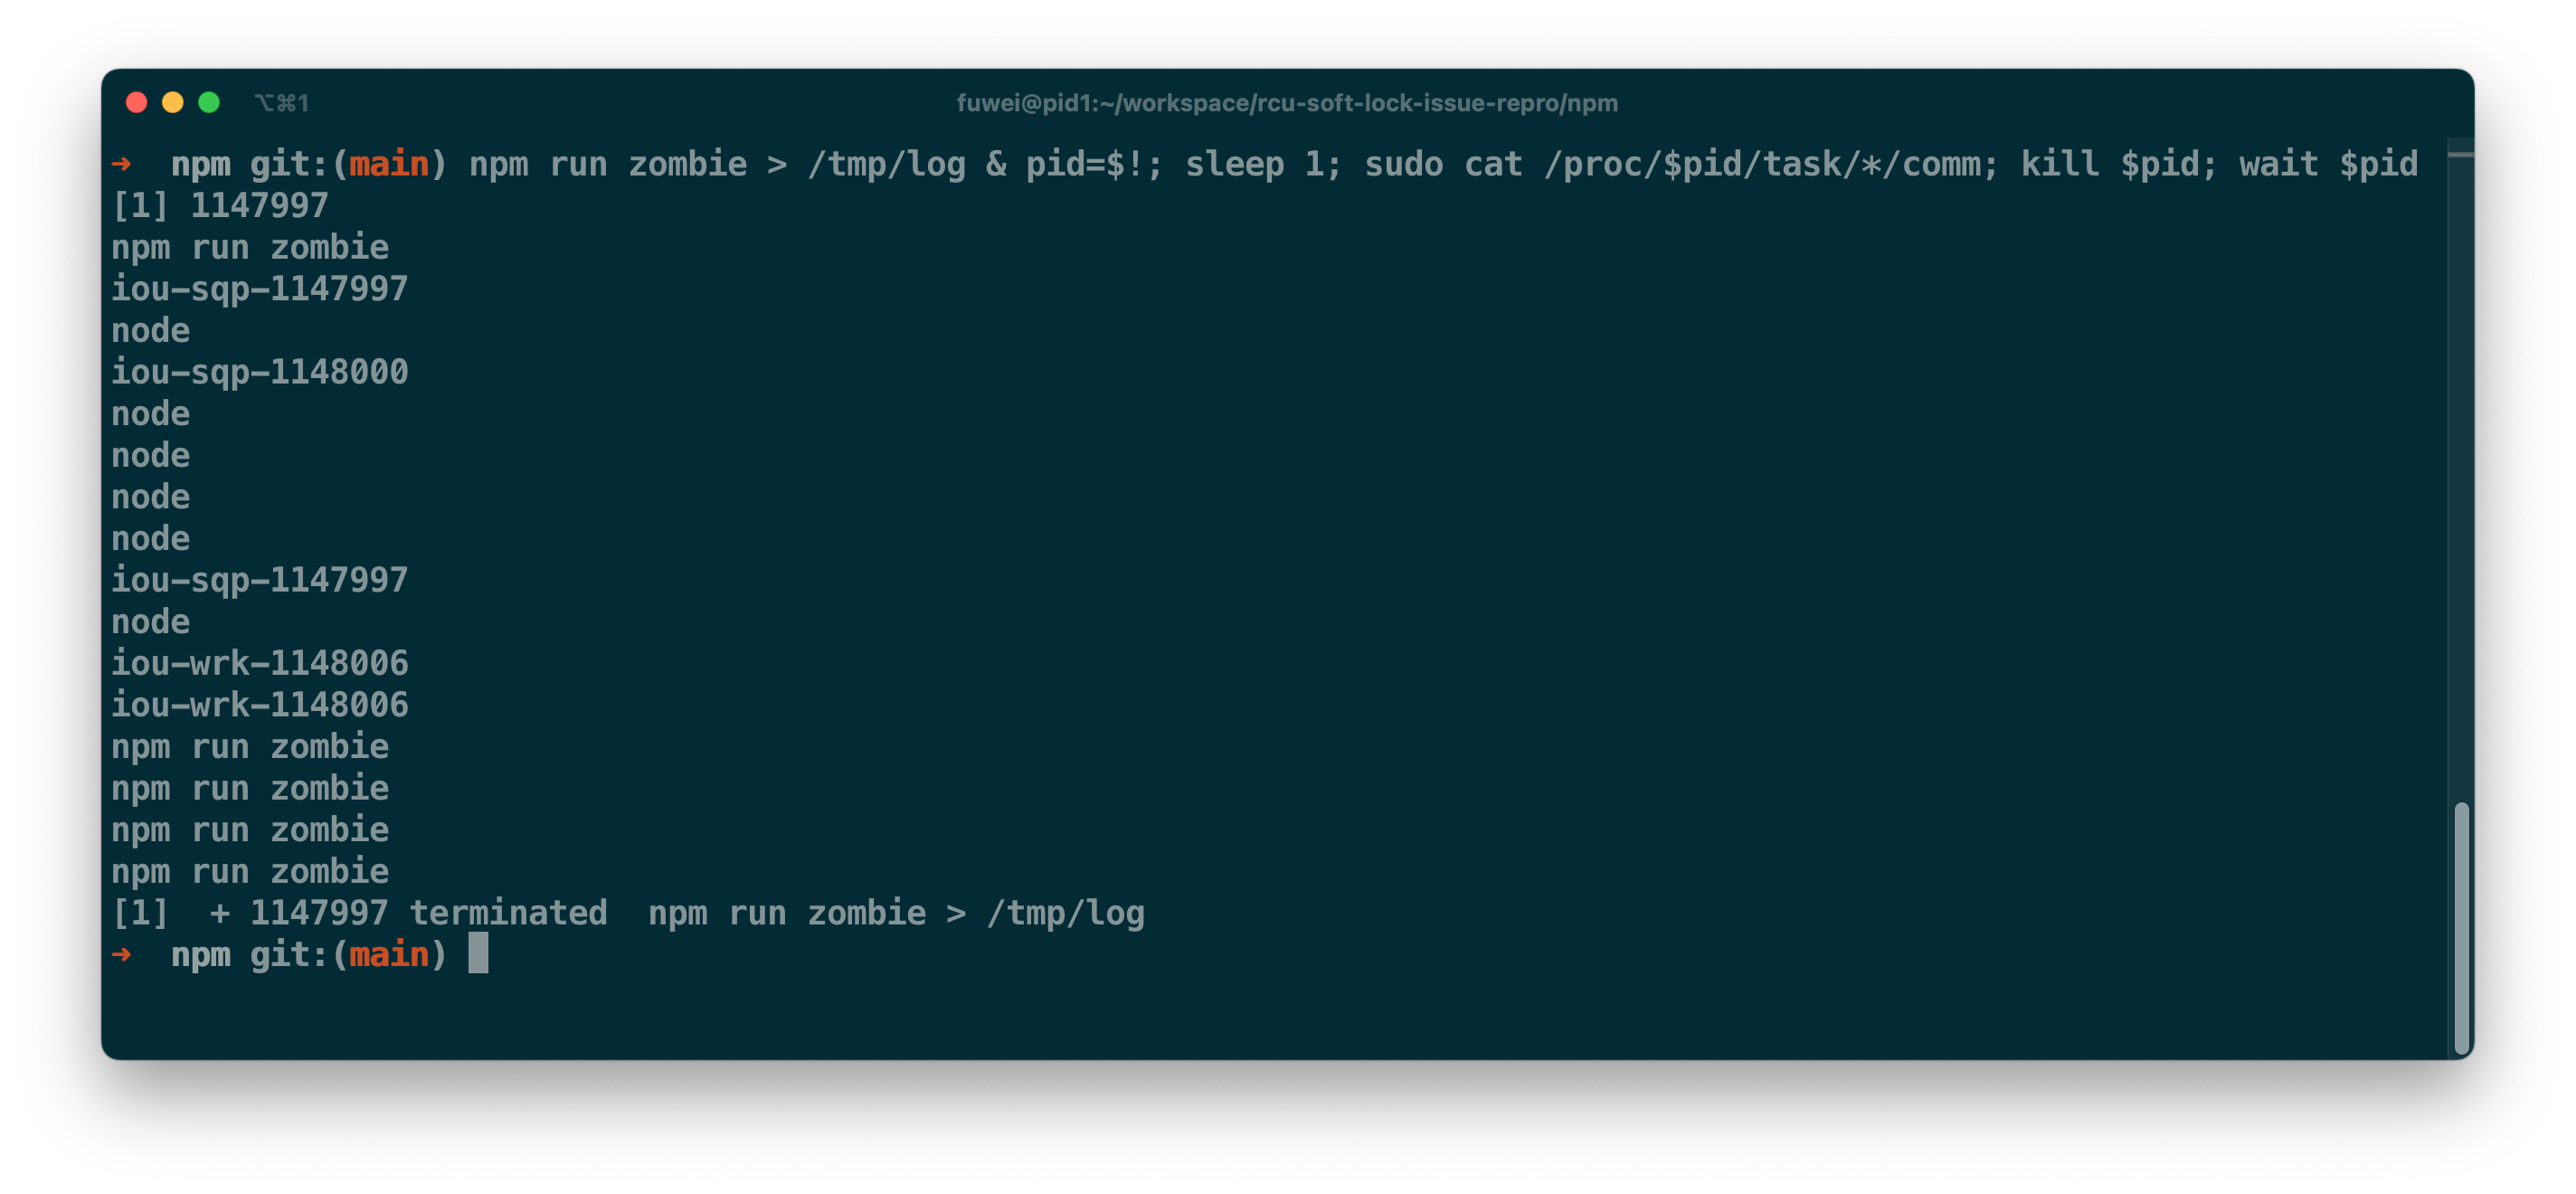 ⌥⌘1 fuwei@pid1:~/workspace/rcu-soft-lock-issue-repro/npm
➜  npm git:(main) npm run zombie > /tmp/log & pid=$!; sleep 1; sudo cat /proc/$pid/task/*/comm; kill $pid; wait $pid
[1] 1147997
npm run zombie
iou-sqp-1147997
node
iou-sqp-1148000
node
node
node
node
iou-sqp-1147997
node
iou-wrk-1148006
iou-wrk-1148006
npm run zombie
npm run zombie
npm run zombie
npm run zombie
[1]  + 1147997 terminated  npm run zombie > /tmp/log
➜  npm git:(main)